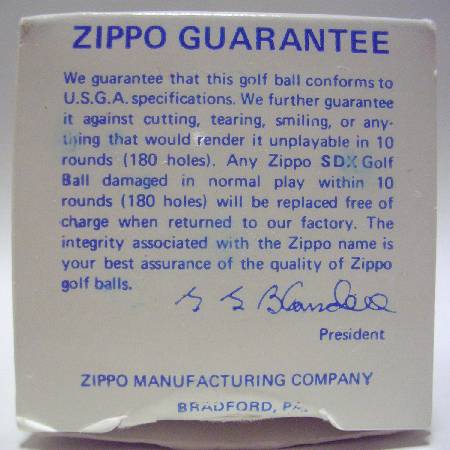 ZIPPO GUARANTEE
We guarantee that this golf ball conforms to
U.S.G.A. specifications. We further guarantee
it against cutting, tearing, smiling, or any-
thing that would render it unplayable in 10
rounds (180 holes). Any Zippo SDX Golf
Ball damaged in normal play within 10
rounds (180 holes) will be replaced free of
charge when returned to our factory. The
integrity associated with the Zippo name is
your best assurance of the quality of Zippo
golf balls.
President
ZIPPO MANUFACTURING COMPANY
BRADFORD, PA.